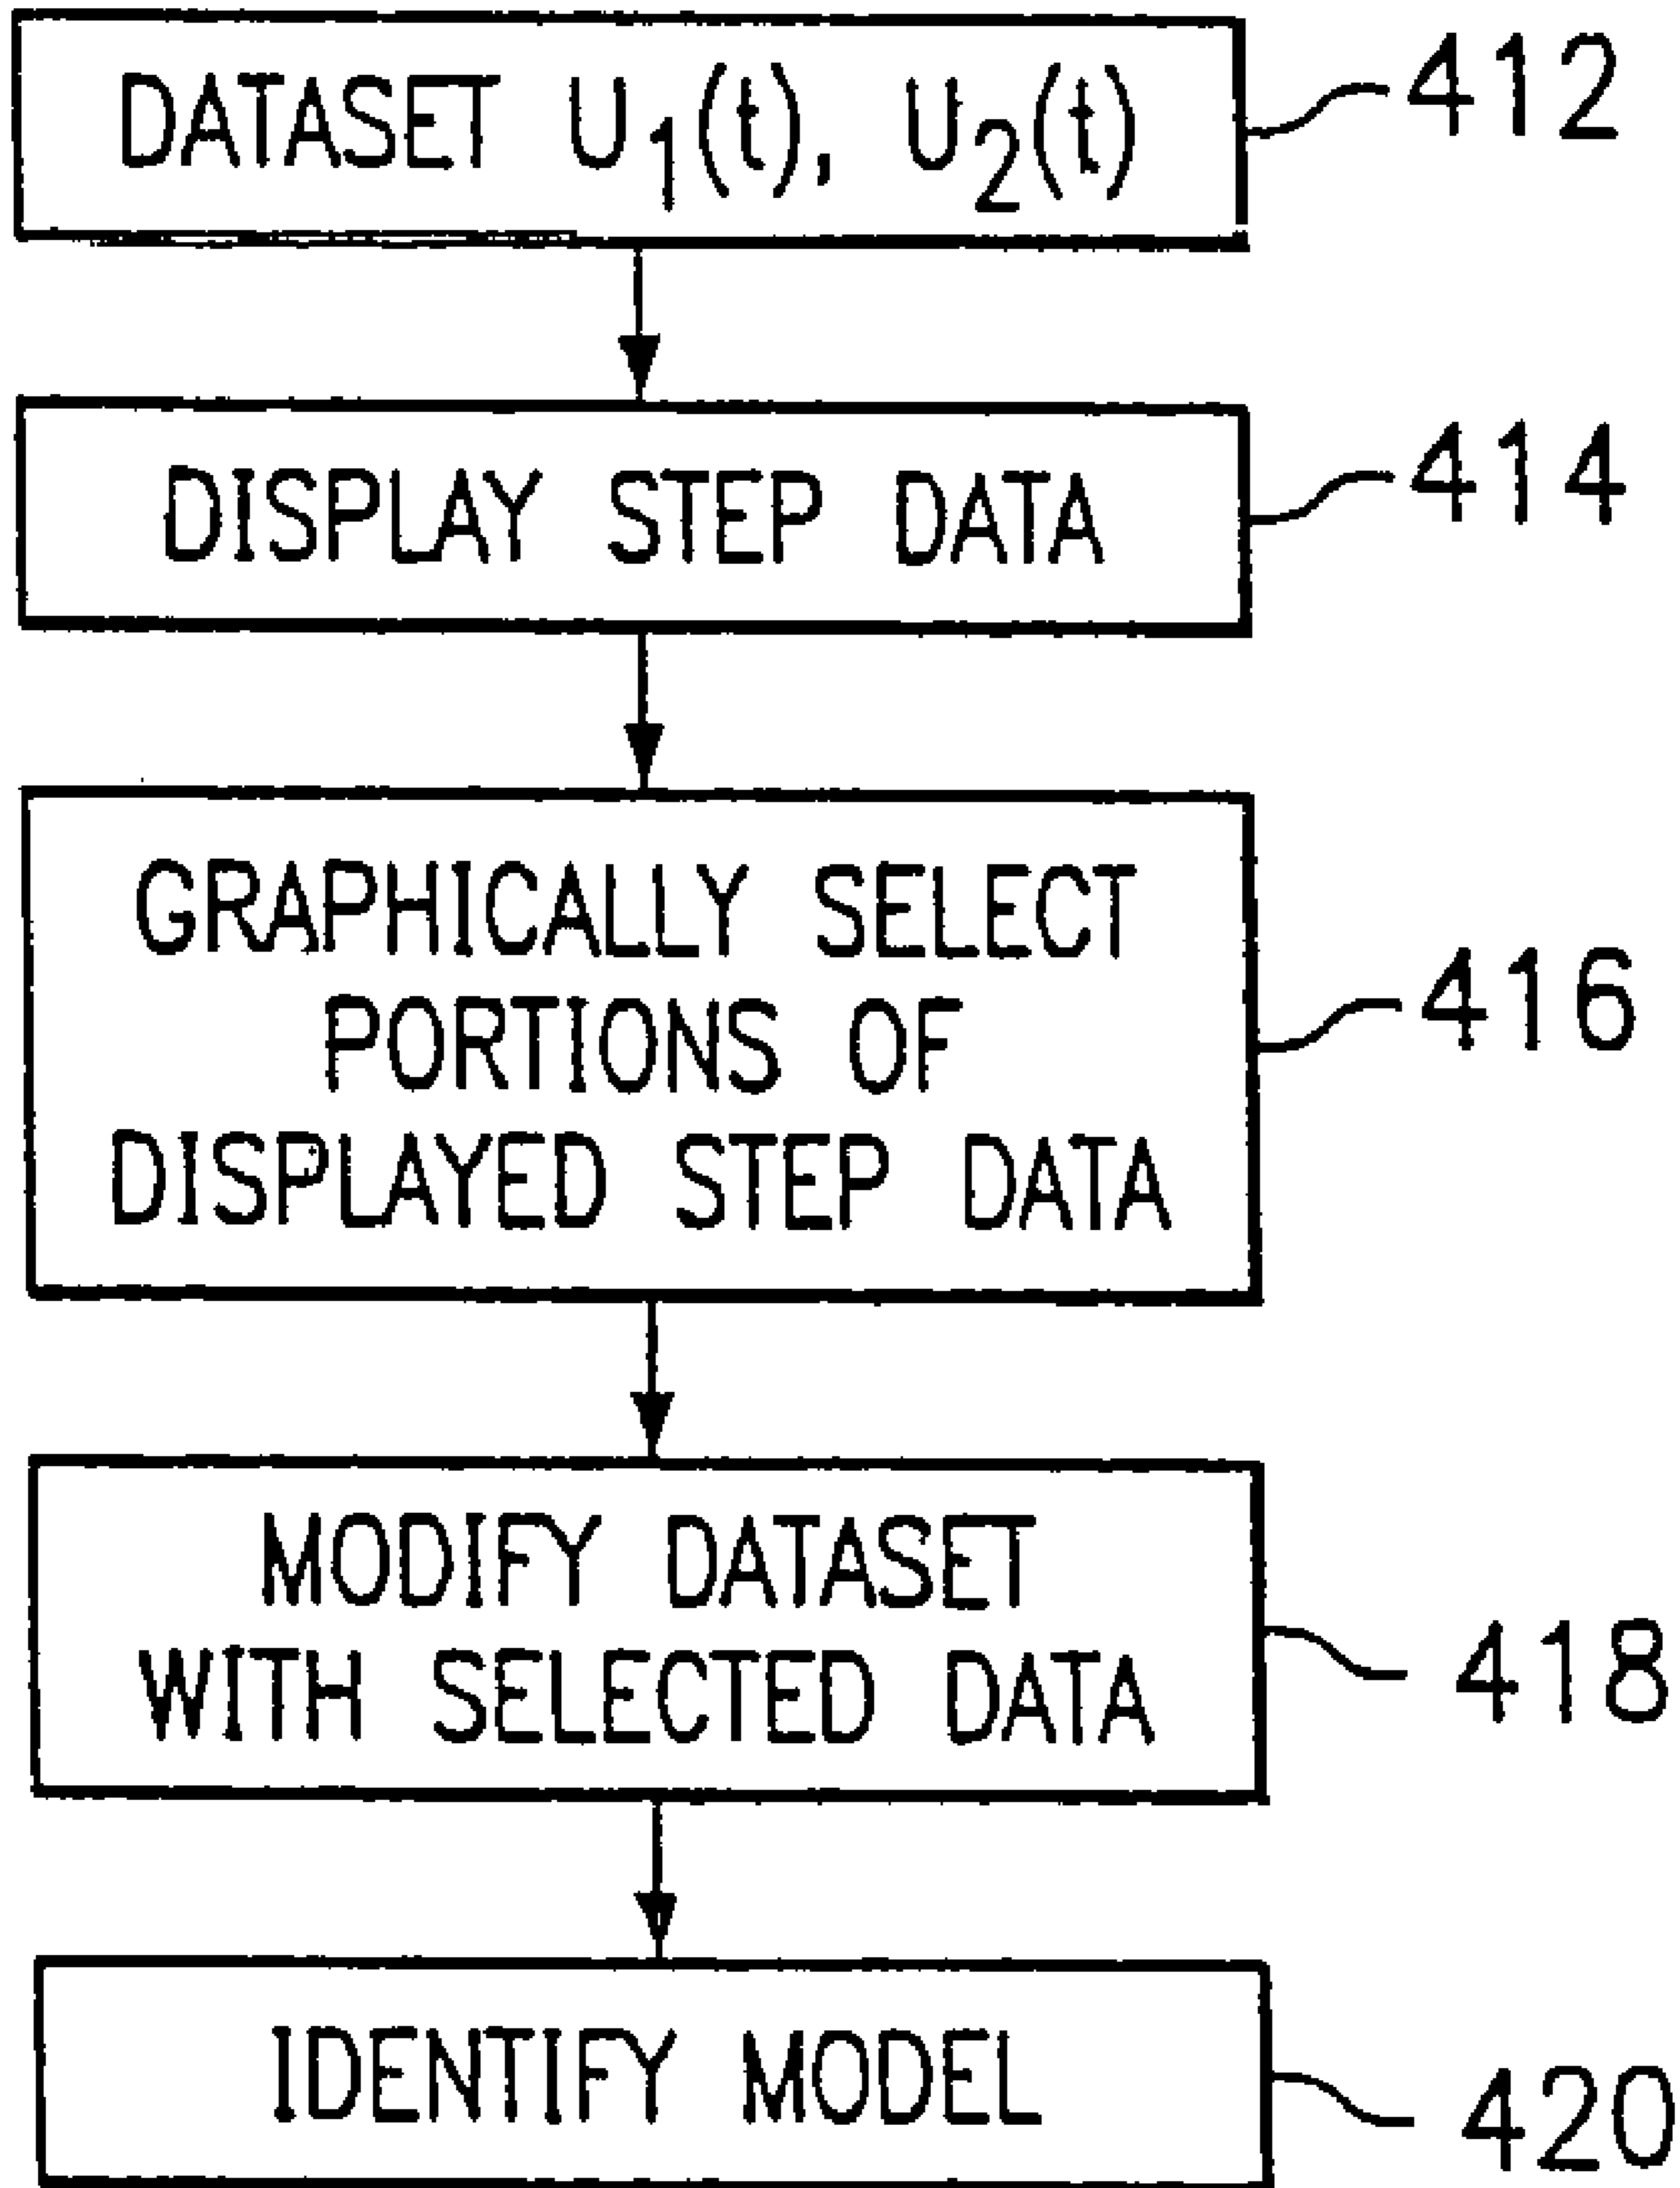 DATASET U1(t), U2(t)
412
DISPLAY STEP DATA
414
GRAPHICALLY SELECT
PORTIONS OF
DISPLAYED STEP DATA
416
MODIFY DATASET
WITH SELECTED DATA
418
IDENTIFY MODEL
420